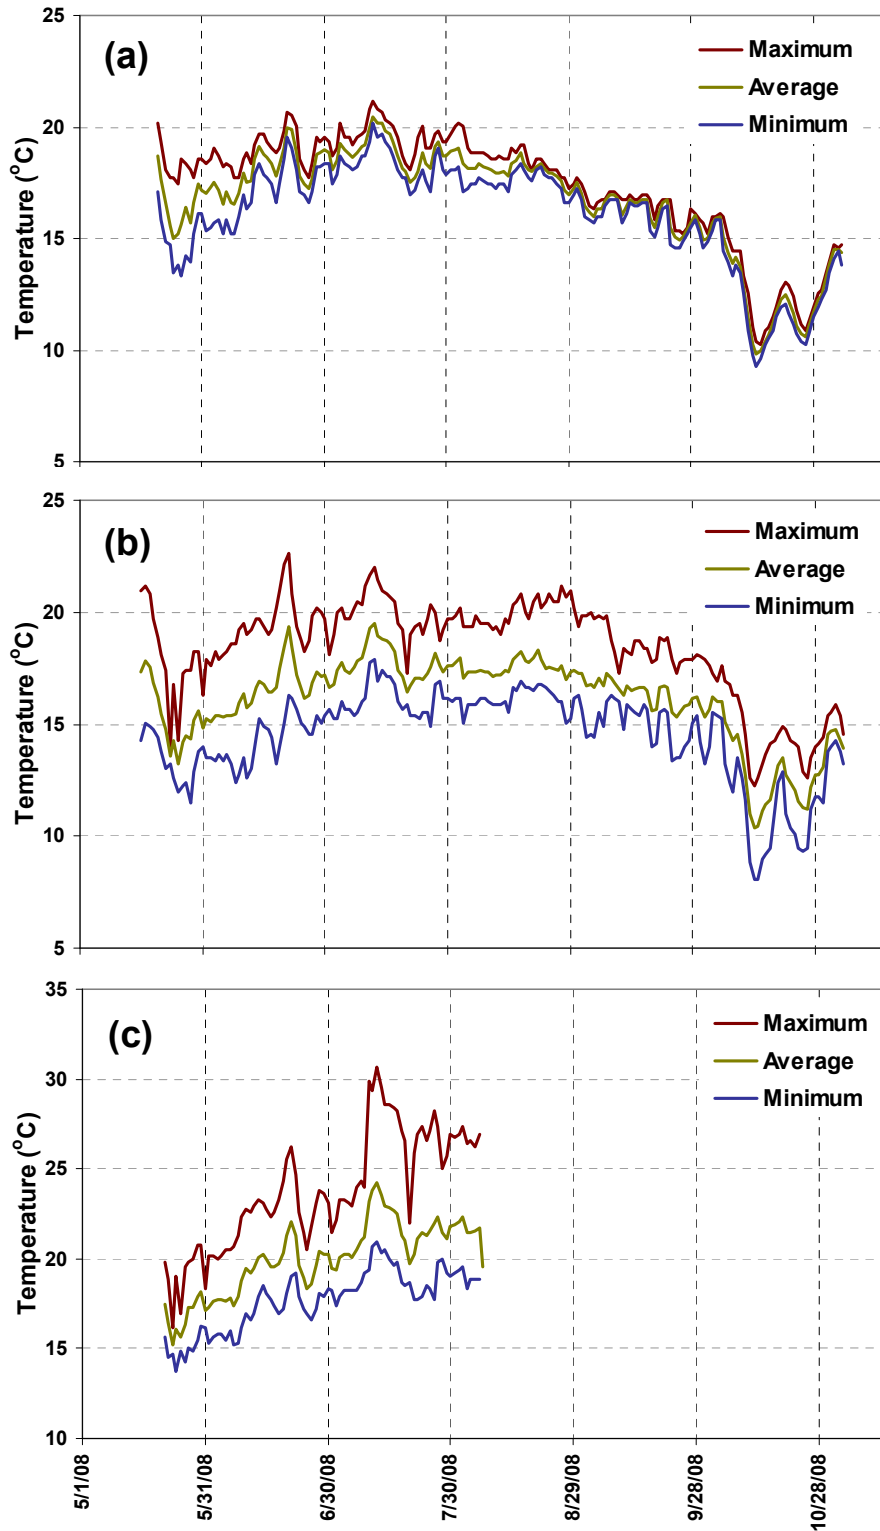 25
(a)
Maximum
Average
Minimum
20
15
10
5
Temperature (°C)
25
(b)
Maximum
Average
Minimum
20
15
10
5
Temperature (°C)
35
(c)
Maximum
Average
Minimum
30
25
20
15
10
Temperature (°C)
5/1/08
5/31/08
6/30/08
7/30/08
8/29/08
9/28/08
10/28/08